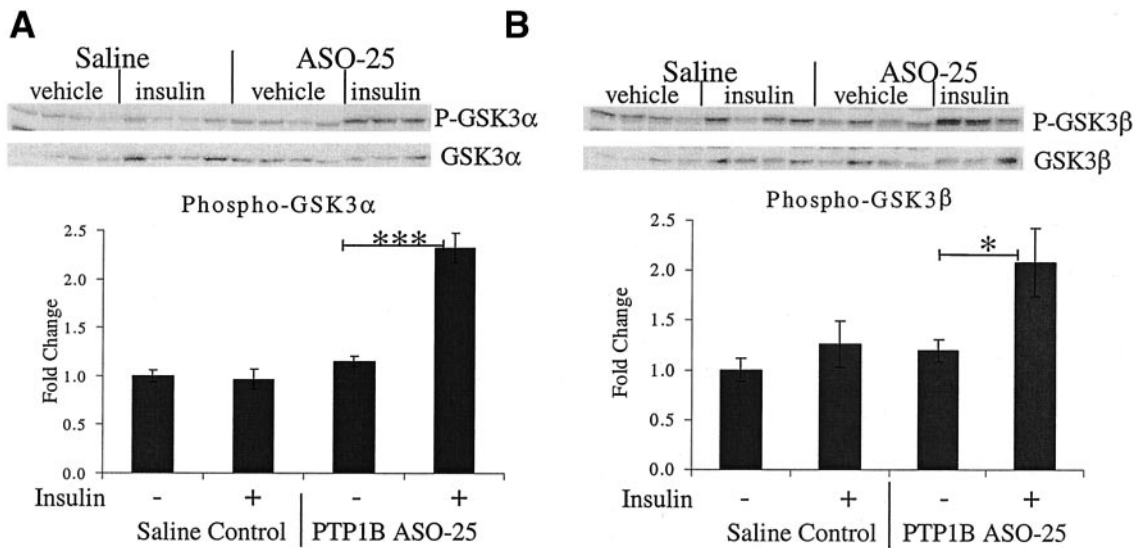 A
Saline ASO-25
vehicle insulin vehicle insulin
P-GSK3α
GSK3α
Phospho-GSK3α
Fold Change
2.5
2.0
1.5
1.0
0.5
0.0
***
Insulin - + - +
Saline Control PTP1B ASO-25
B
Saline ASO-25
vehicle insulin vehicle insulin
P-GSK3β
GSK3β
Phospho-GSK3β
Fold Change
2.5
2.0
1.5
1.0
0.5
0.0
*
Insulin - + - +
Saline Control PTP1B ASO-25